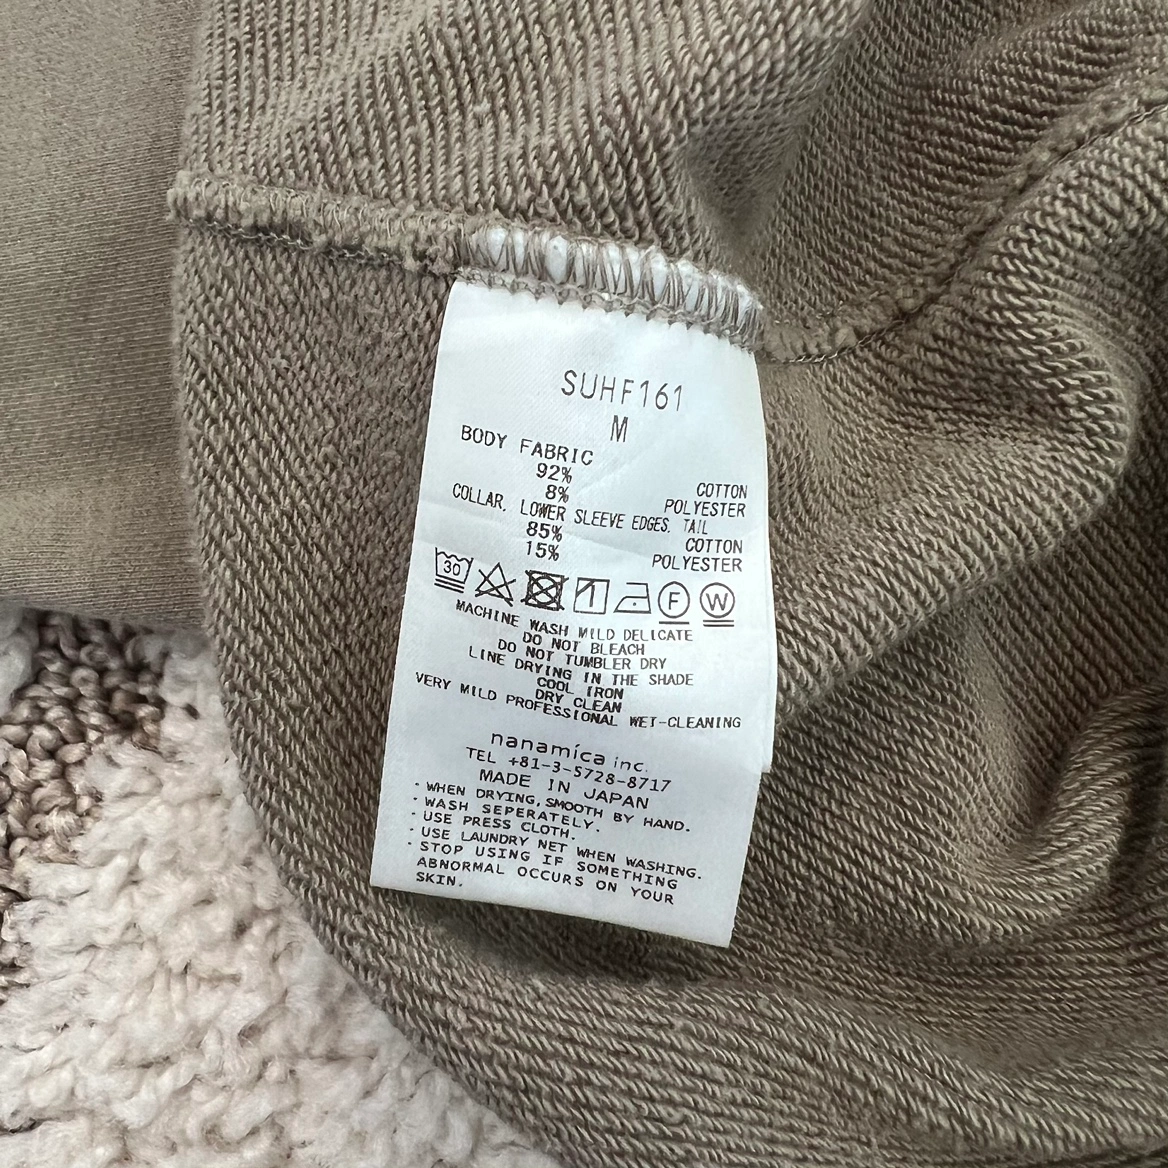 SUHF161
M
BODY FABRIC
92% COTTON
8% POLYESTER
COLLAR, LOWER SLEEVE EDGES, TAIL
85% COTTON
15% POLYESTER
30 F W
MACHINE WASH MILD DELICATE
DO NOT BLEACH
DO NOT TUMBLER DRY
LINE DRYING IN THE SHADE
COOL IRON
DRY CLEAN
VERY MILD PROFESSIONAL WET-CLEANING
nanamica inc.
TEL +81-3-5728-8717
MADE IN JAPAN
・WHEN DRYING, SMOOTH BY HAND.
・WASH SEPERATELY.
・USE PRESS CLOTH.
・USE LAUNDRY NET WHEN WASHING.
・STOP USING IF SOMETHING
ABNORMAL OCCURS ON YOUR
SKIN.